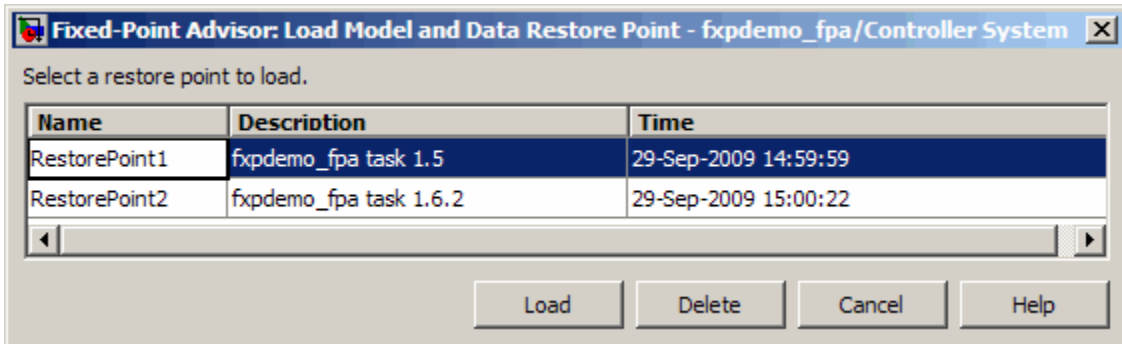 Fixed-Point Advisor: Load Model and Data Restore Point - fxpdemo_fpa/Controller System
Select a restore point to load.
Name Description Time
RestorePoint1 fxpdemo_fpa task 1.5 29-Sep-2009 14:59:59
RestorePoint2 fxpdemo_fpa task 1.6.2 29-Sep-2009 15:00:22
Load Delete Cancel Help